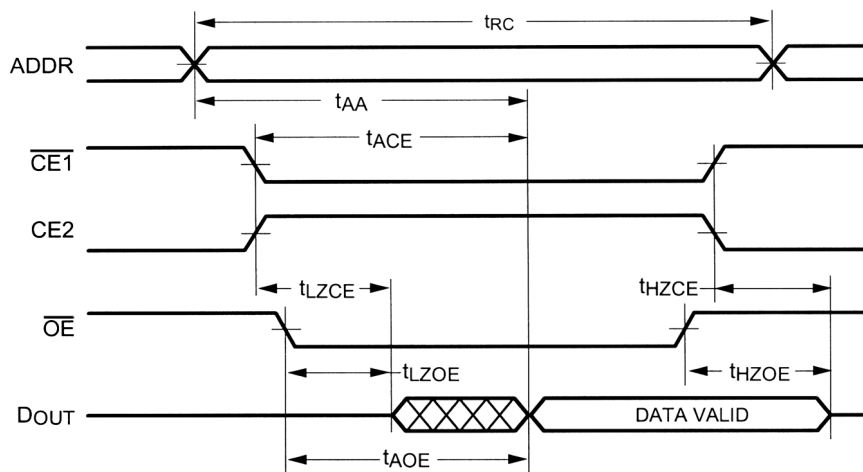 tRC
ADDR
tAA
tACE
CE1
CE2
tLZCE
tHZCE
OE
tLZOE
tHZOE
DOUT
DATA VALID
tAOE